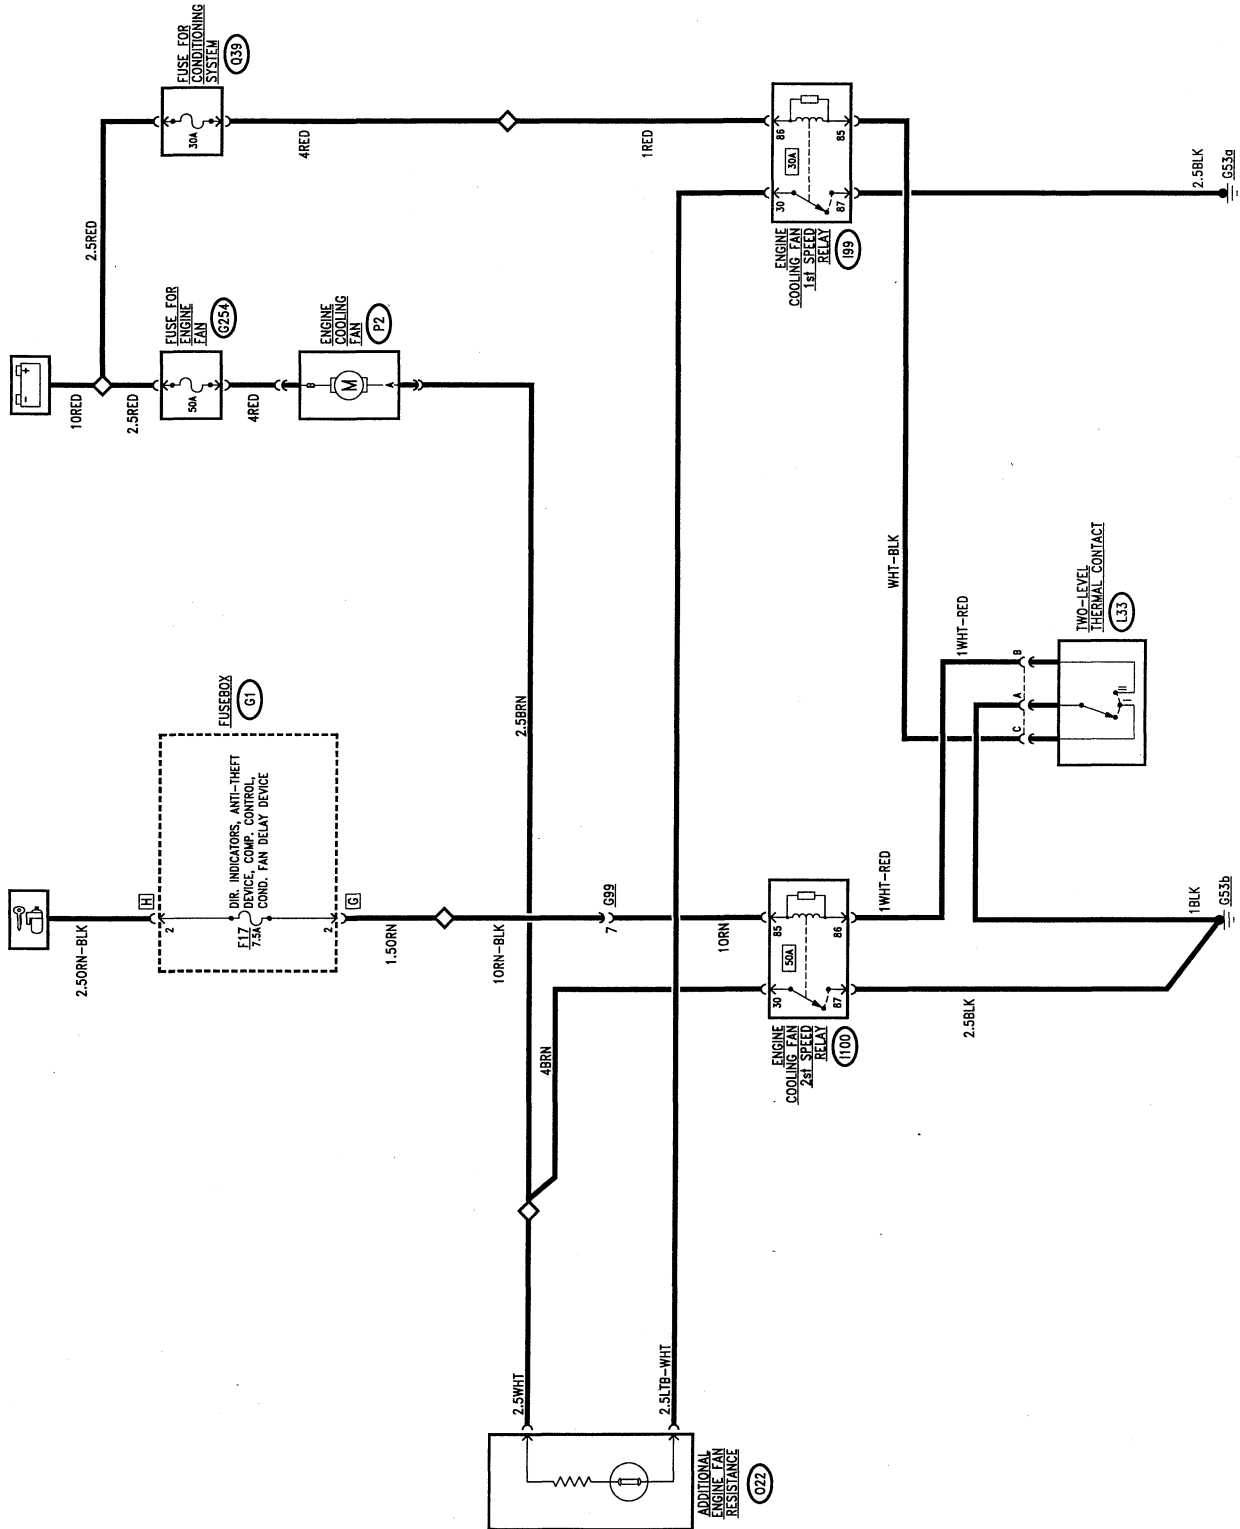 10RED
2.5RED
2.5RED
FUSE FOR
CONDITIONING
SYSTEM
Q39
30A
4RED
1RED
FUSE FOR
ENGINE
FAN
G254
50A
4RED
ENGINE
COOLING
FAN
P2
B
M
A
86
85
30A
30
87
ENGINE
COOLING FAN
1st SPEED
RELAY
I99
2.5BLK
G53a
WHT-BLK
2.5BRN
FUSEBOX
G1
DIR. INDICATORS, ANTI-THEFT
DEVICE, COMP. CONTROL,
COND. FAN DELAY DEVICE
F17
7.5A
H
2
2
G
2.5ORN-BLK
1.5ORN
1ORN-BLK
7
G99
1ORN
TWO-LEVEL
THERMAL CONTACT
L33
1WHT-RED
B
A
C
II
I
1WHT-RED
85
86
50A
30
87
ENGINE
COOLING FAN
2st SPEED
RELAY
I100
1BLK
G53b
2.5BLK
4BRN
2.5WHT
2.5LTB-WHT
ADDITIONAL
ENGINE FAN
RESISTANCE
O22